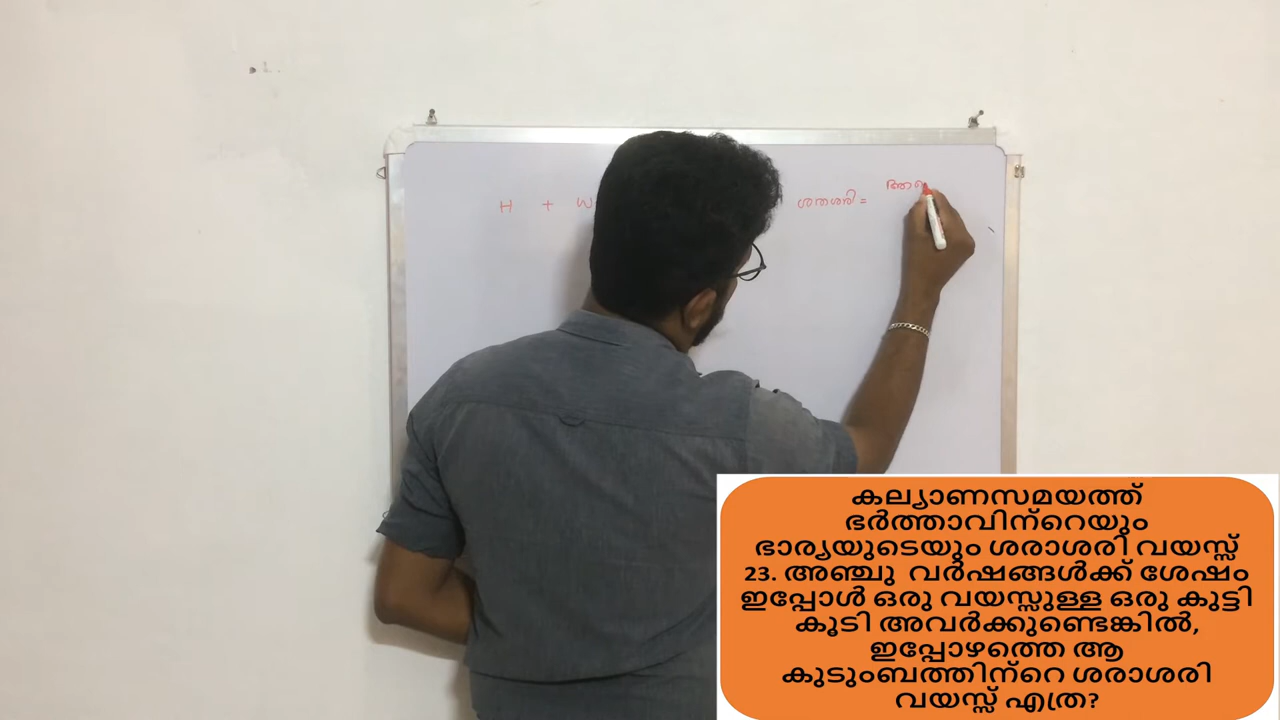 H + W
ശരാശരി =
കല്യാണസമയത്ത്
ഭർത്താവിന്റെയും
ഭാര്യയുടെയും ശരാശരി വയസ്സ്
23. അഞ്ചു വർഷങ്ങൾക്ക് ശേഷം
ഇപ്പോൾ ഒരു വയസ്സുള്ള ഒരു കുട്ടി
കൂടി അവർക്കുണ്ടെങ്കിൽ,
ഇപ്പോഴത്തെ ആ
കുടുംബത്തിന്റെ ശരാശരി
വയസ്സ് എത്ര?